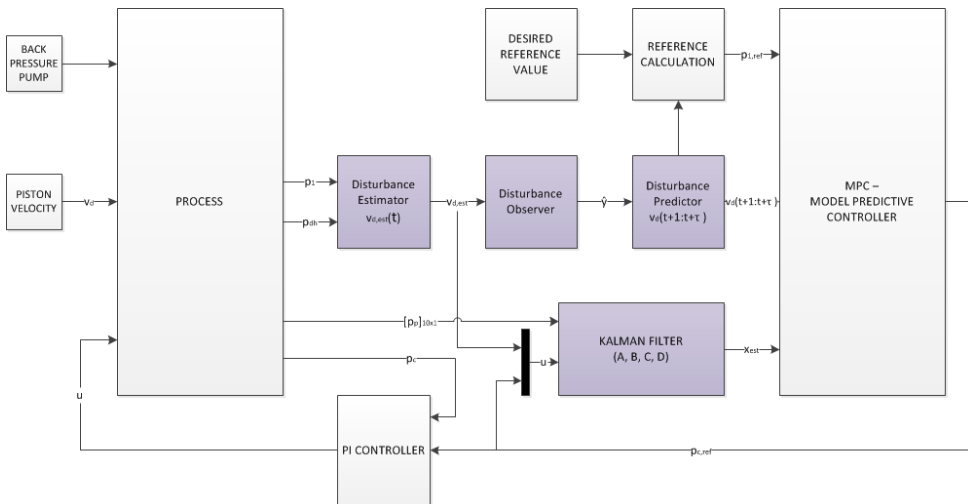 BACK
PRESSURE
PUMP
PISTON
VELOCITY
vd
PROCESS
p1
pdh
Disturbance
Estimator
vd,est(t)
vd,est
Disturbance
Observer
ŷ
Disturbance
Predictor
vd(t+1:t+τ )
vd(t+1:t+τ )
DESIRED
REFERENCE
VALUE
REFERENCE
CALCULATION
p1,ref
MPC –
MODEL PREDICTIVE
CONTROLLER
[pp]10x1
pc
u
KALMAN FILTER
(A, B, C, D)
xest
u
PI CONTROLLER
pc,ref